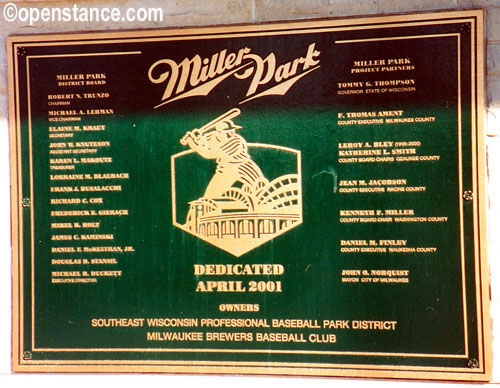 ©openstance.com
Miller Park
MILLER PARK
DISTRICT BOARD
ROBERT N. TRUNZO
CHAIRMAN
MICHAEL A. LEHMAN
VICE CHAIRMAN
ELAINE M. KRAUT
SECRETARY
JOHN W. KNUTESON
ASSISTANT SECRETARY
KAREN L. MAKOUTZ
TREASURER
LORRAINE M. BLAUBACH
FRANK J. BUSALACCHI
RICHARD C. COX
FREDERICK E. GIERACH
MIKEL E. HOLT
JAMES C. KAMINSKI
DANIEL F. McKEITHAN, JR.
DOUGLAS H. STANSIL
MICHAEL R. DUCKETT
EXECUTIVE DIRECTOR
MILLER PARK
PROJECT PARTNERS
TOMMY G. THOMPSON
GOVERNOR STATE OF WISCONSIN
F. THOMAS AMENT
COUNTY EXECUTIVE MILWAUKEE COUNTY
LEROY A. BLEY (1996-2000)
KATHERINE L. SMITH
COUNTY BOARD CHAIRS OZAUKEE COUNTY
JEAN M. JACOBSON
COUNTY EXECUTIVE RACINE COUNTY
KENNETH F. MILLER
COUNTY BOARD CHAIR WASHINGTON COUNTY
DANIEL M. FINLEY
COUNTY EXECUTIVE WAUKESHA COUNTY
JOHN O. NORQUIST
MAYOR CITY OF MILWAUKEE
DEDICATED
APRIL 2001
OWNERS
SOUTHEAST WISCONSIN PROFESSIONAL BASEBALL PARK DISTRICT
MILWAUKEE BREWERS BASEBALL CLUB